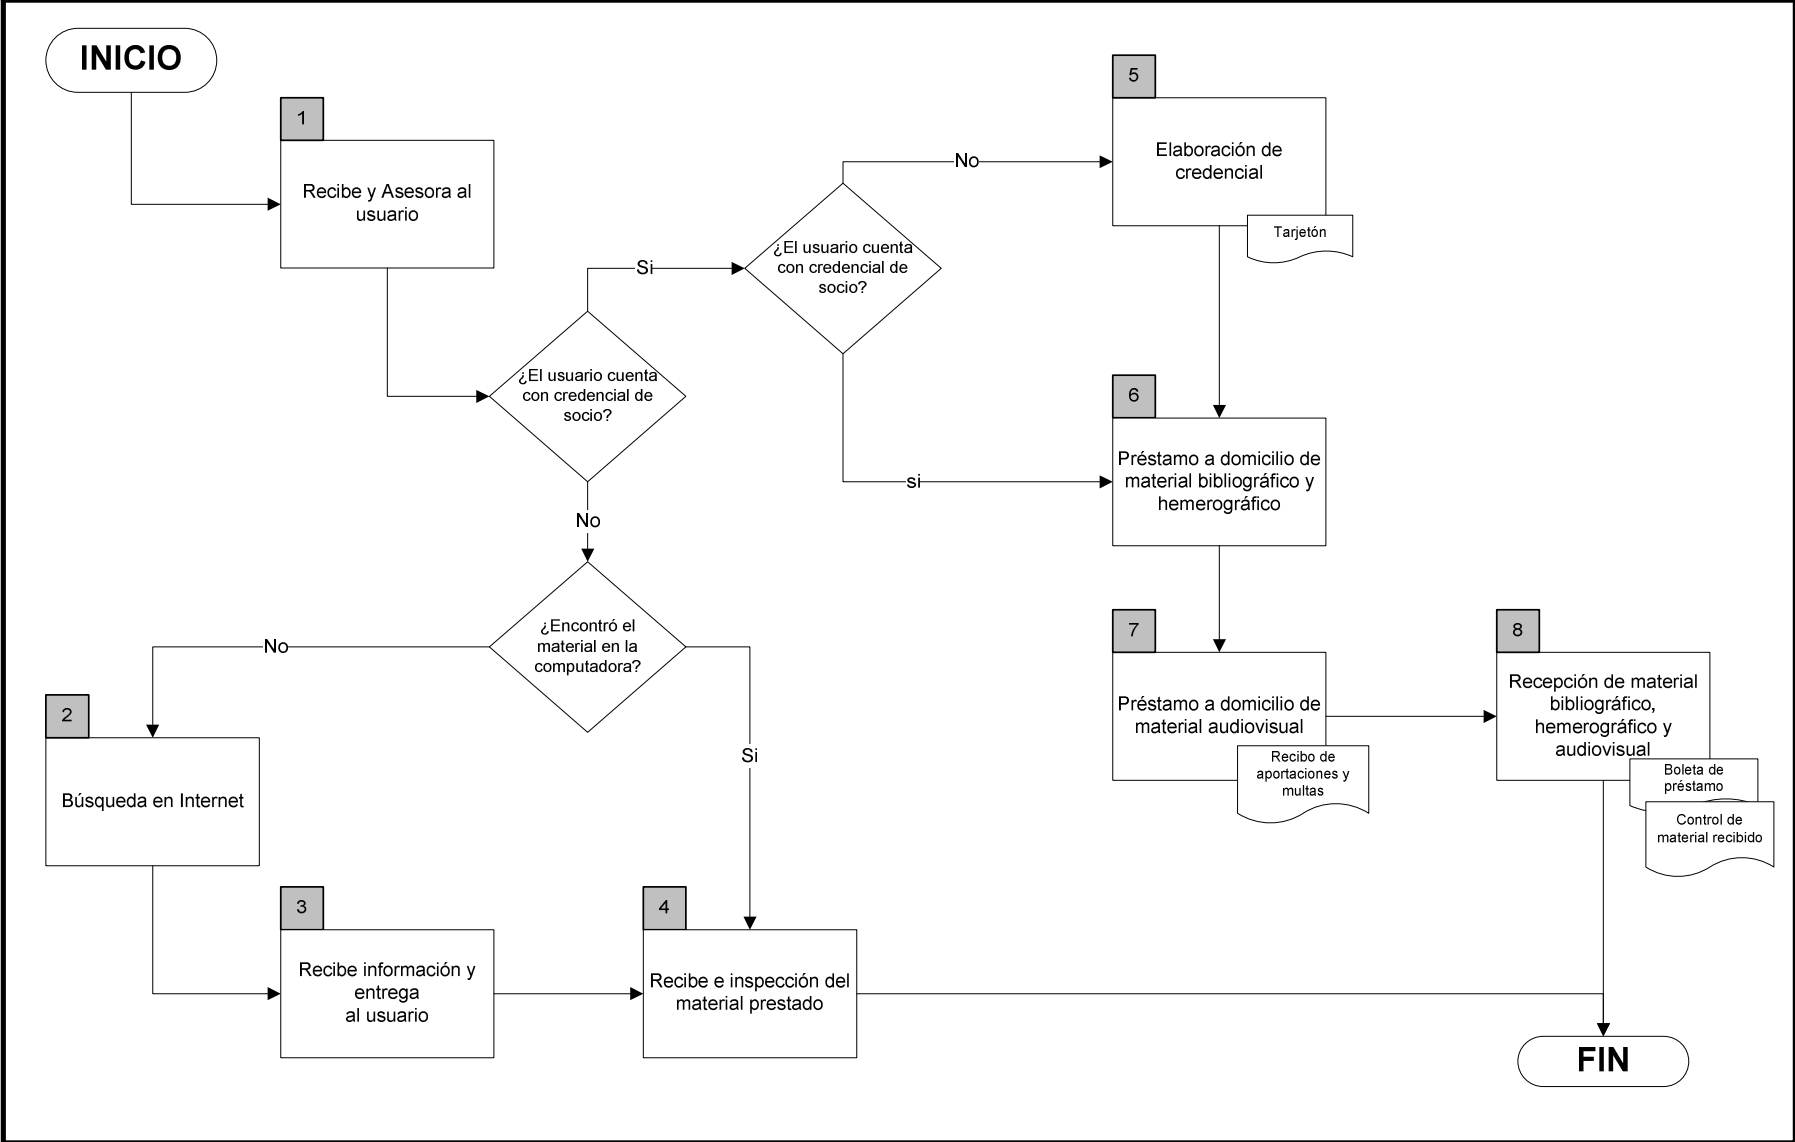 INICIO
1
Recibe y Asesora al
usuario
¿El usuario cuenta
con credencial de
socio?
Si
No
¿El usuario cuenta
con credencial de
socio?
No
si
5
Elaboración de
credencial
Tarjetón
6
Préstamo a domicilio de
material bibliográfico y
hemerográfico
7
Préstamo a domicilio de
material audiovisual
Recibo de
aportaciones y
multas
8
Recepción de material
bibliográfico,
hemerográfico y
audiovisual
Boleta de
préstamo
Control de
material recibido
¿Encontró el
material en la
computadora?
No
Si
2
Búsqueda en Internet
3
Recibe información y
entrega
al usuario
4
Recibe e inspección del
material prestado
FIN